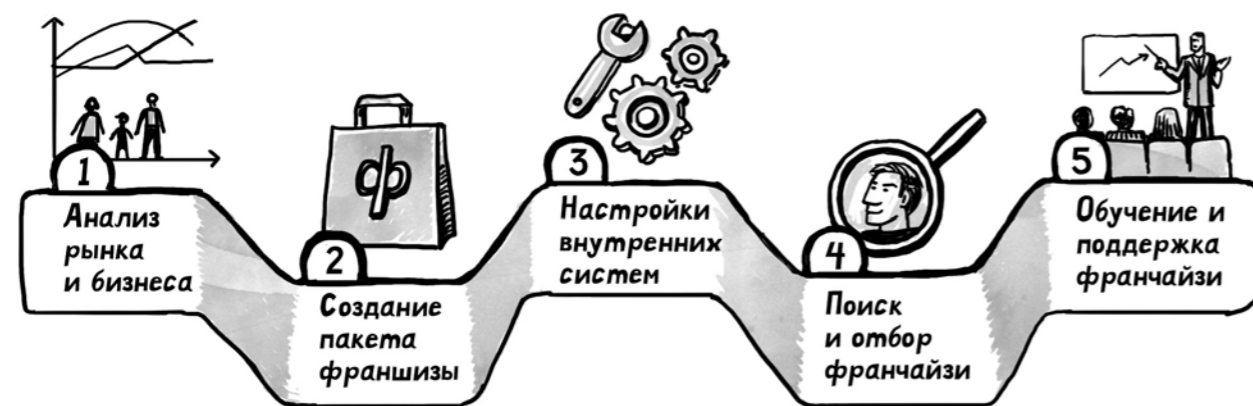 1
Анализ
рынка
и бизнеса
2
Создание
пакета
франшизы
Ф
3
Настройки
внутренних
систем
4
Поиск
и отбор
франчайзи
5
Обучение и
поддержка
франчайзи